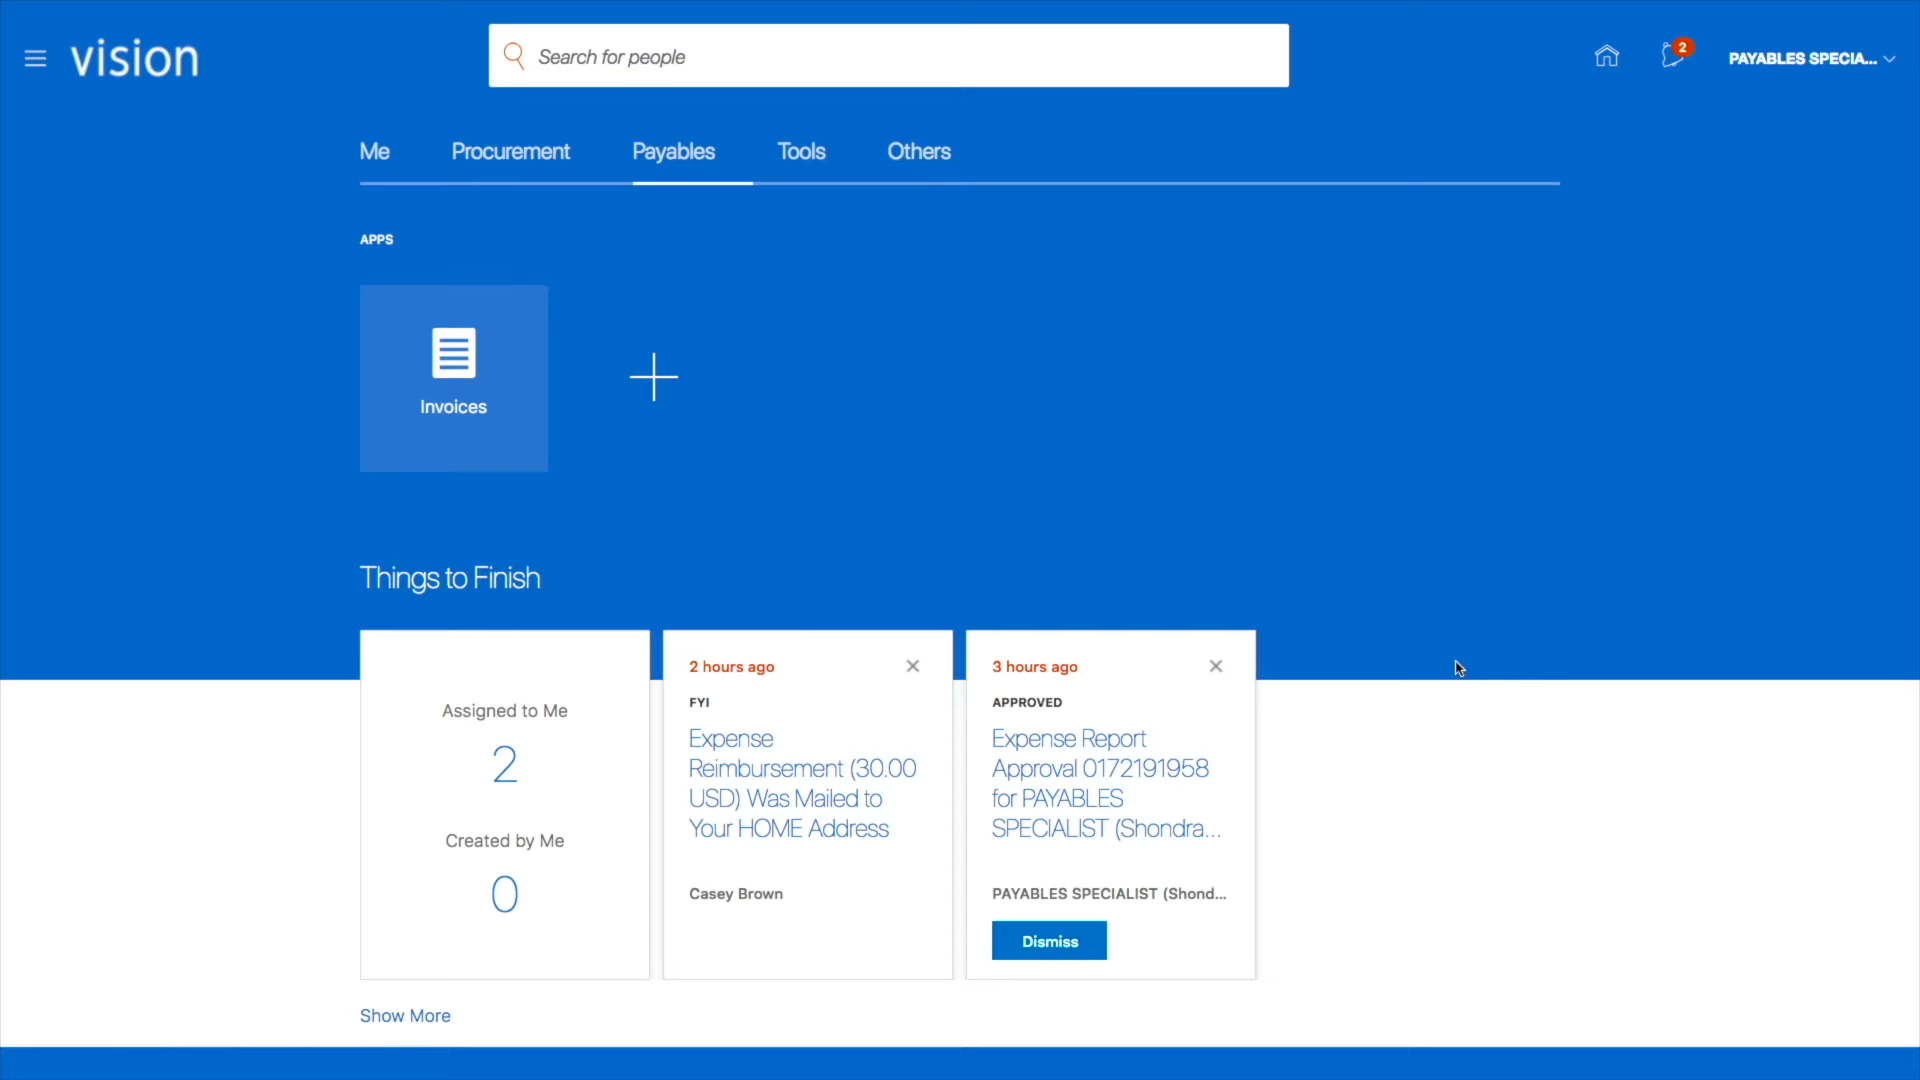 vision
Search for people
2
PAYABLES SPECIA...
Me
Procurement
Payables
Tools
Others
APPS
Invoices
Things to Finish
Assigned to Me
2
Created by Me
0
2 hours ago
FYI
Expense
Reimbursement (30.00
USD) Was Mailed to
Your HOME Address
Casey Brown
3 hours ago
APPROVED
Expense Report
Approval 0172191958
for PAYABLES
SPECIALIST (Shondra...
PAYABLES SPECIALIST (Shond...
Dismiss
Show More